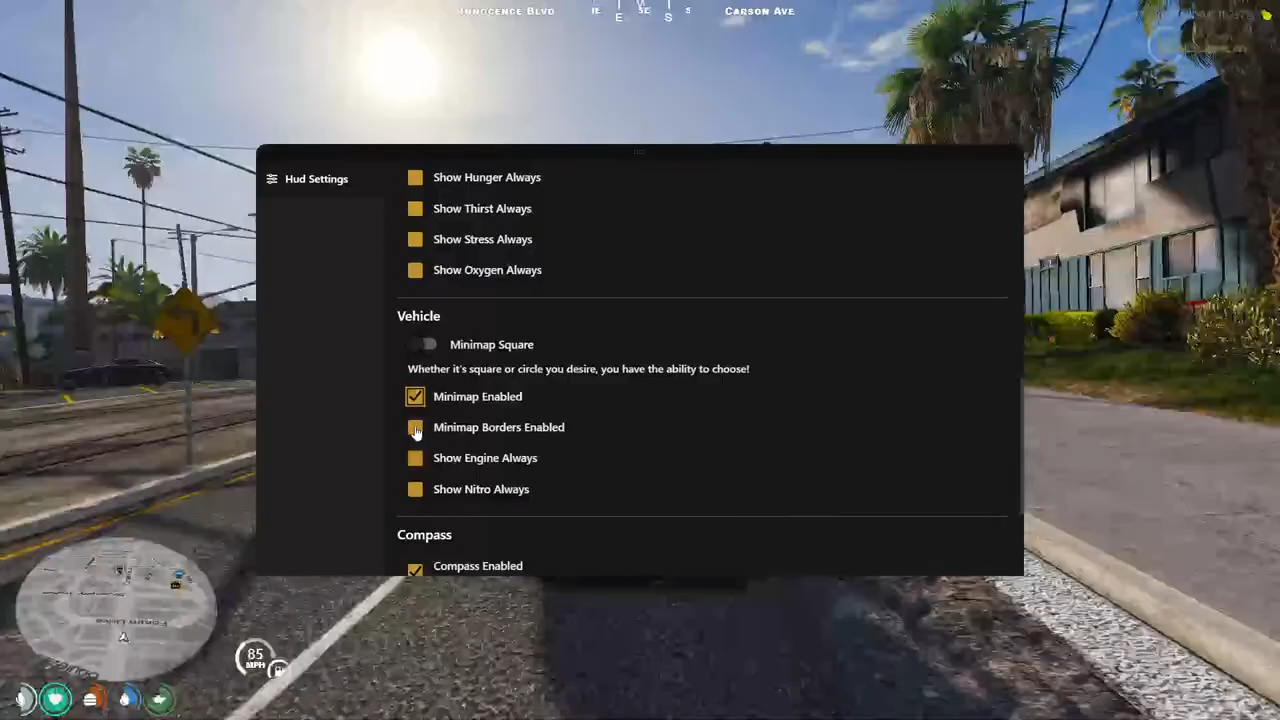 INNOCENCE BLVD
E
SE
S
CARSON AVE
Hud Settings
Show Hunger Always
Show Thirst Always
Show Stress Always
Show Oxygen Always
Vehicle
Minimap Square
Whether it's square or circle you desire, you have the ability to choose!
Minimap Enabled
Minimap Borders Enabled
Show Engine Always
Show Nitro Always
Compass
Compass Enabled
85
MPH